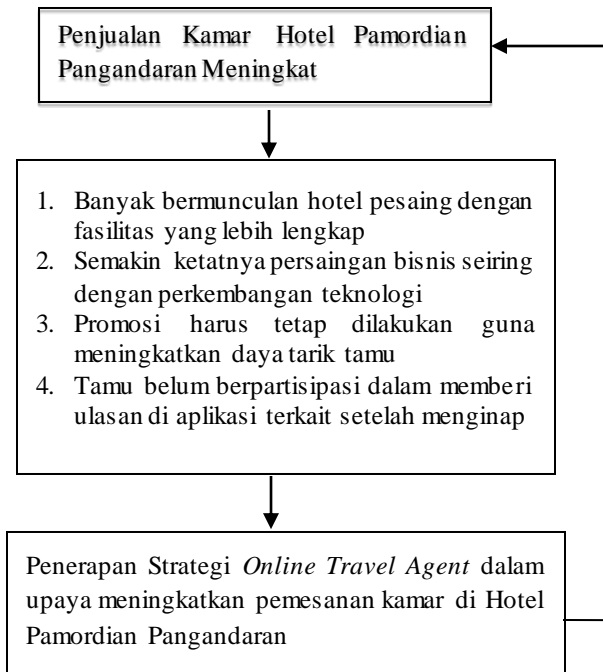 Penjualan Kamar Hotel Pamordian
Pangandaran Meningkat
1. Banyak bermunculan hotel pesaing dengan
fasilitas yang lebih lengkap
2. Semakin ketatnya persaingan bisnis seiring
dengan perkembangan teknologi
3. Promosi harus tetap dilakukan guna
meningkatkan daya tarik tamu
4. Tamu belum berpartisipasi dalam memberi
ulasan di aplikasi terkait setelah menginap
Penerapan Strategi Online Travel Agent dalam
upaya meningkatkan pemesanan kamar di Hotel
Pamordian Pangandaran